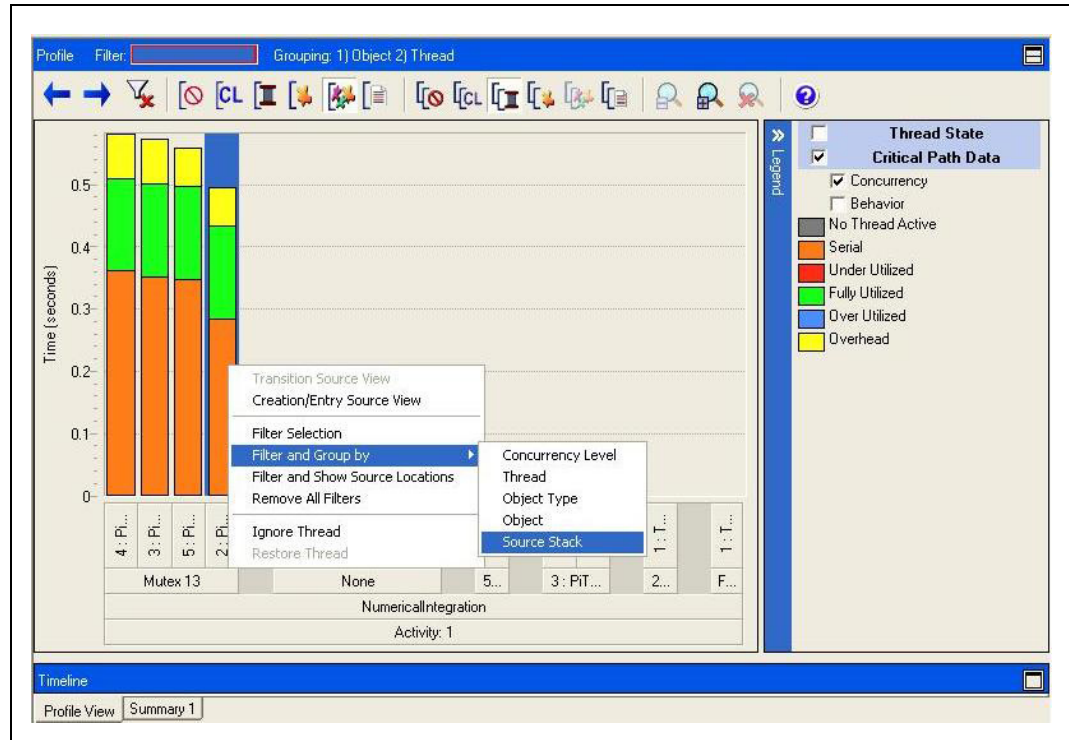 Profile Filter: Grouping: 1) Object 2) Thread
CL CL
Legend
Thread State
Critical Path Data
Concurrency
Behavior
No Thread Active
Serial
Under Utilized
Fully Utilized
Over Utilized
Overhead
Time (seconds)
0.5
0.4
0.3
0.2
0.1
0
Transition Source View
Creation/Entry Source View
Filter Selection
Filter and Group by
Filter and Show Source Locations
Remove All Filters
Ignore Thread
Restore Thread
Concurrency Level
Thread
Object Type
Object
Source Stack
4 : Pi... 3 : Pi... 5 : Pi... 2 : Pi... 1 : T... 1 : T...
Mutex 13 None 5... 3 : PiT... 2... F...
NumericalIntegration
Activity: 1
Timeline
Profile View Summary 1